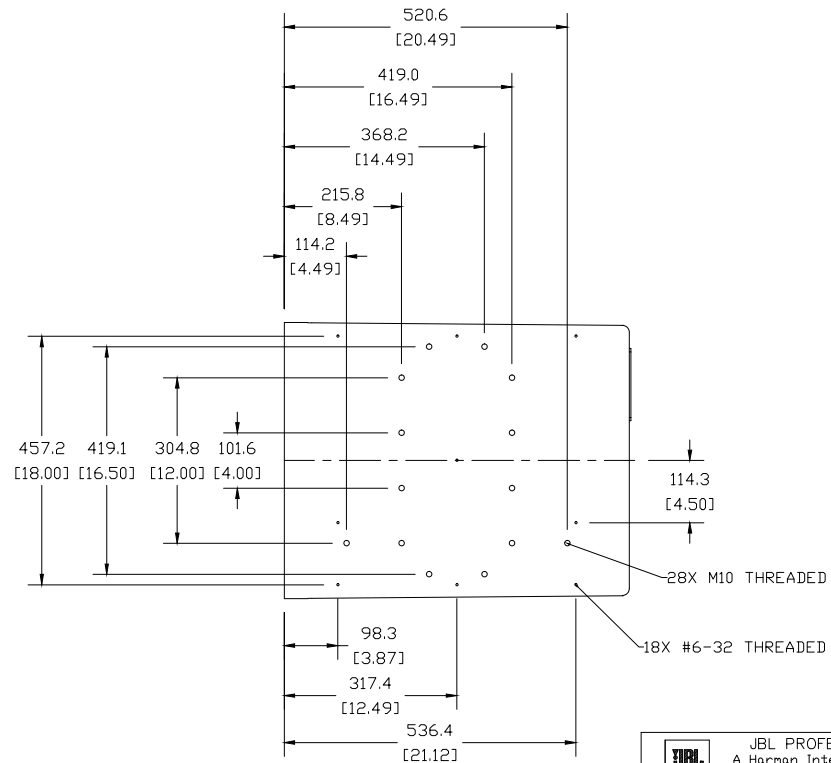 520.6
[20.49]
419.0
[16.49]
368.2
[14.49]
215.8
[8.49]
114.2
[4.49]
457.2 419.1 304.8 101.6
[18.00] [16.50] [12.00] [4.00]
114.3
[4.50]
28X M10 THREADED
18X #6-32 THREADED
98.3
[3.87]
317.4
[12.49]
536.4
[21.12]
JBL PROFE
JBL
A Harman Inte